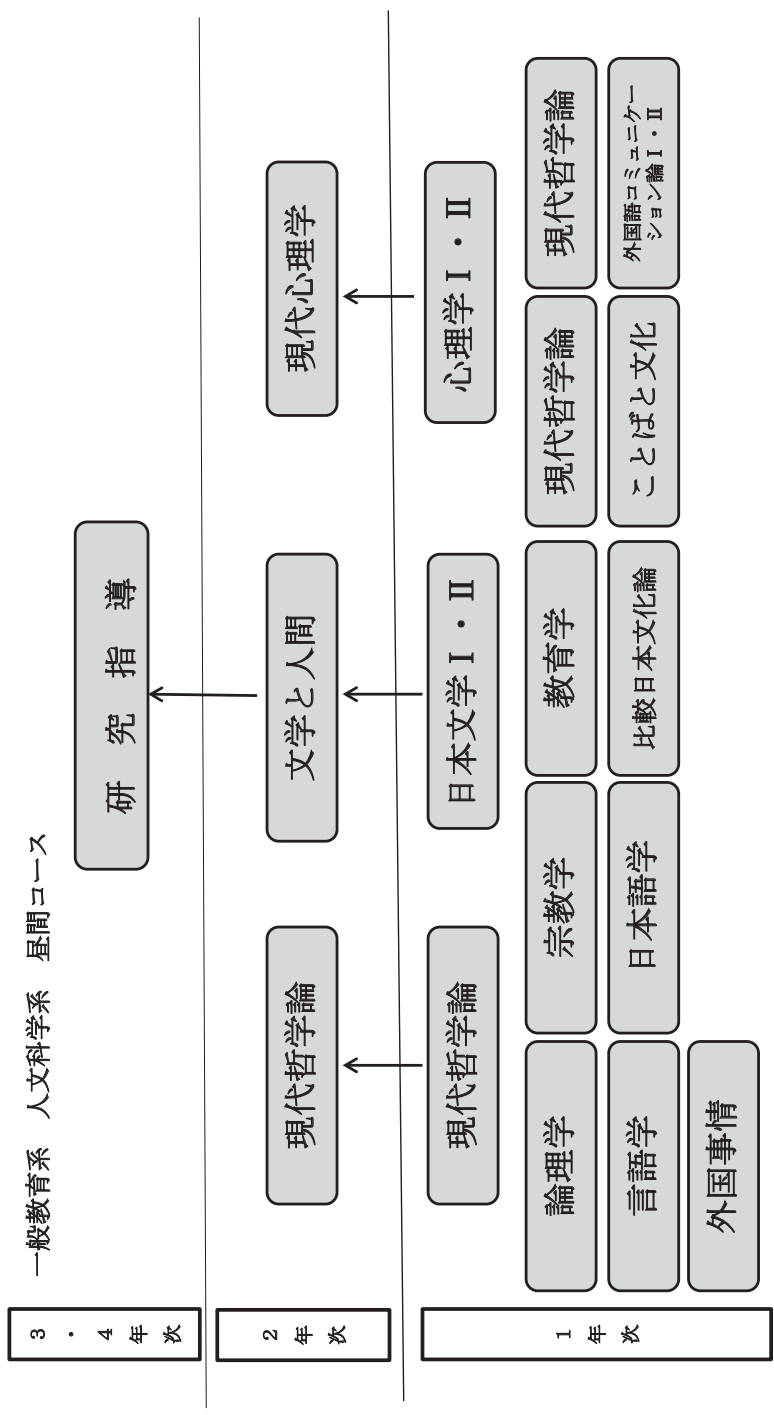 一般教育系　人文科学系　昼間コース
3・4年次
研究指導
2年次
現代哲学論
文学と人間
現代心理学
1年次
現代哲学論
日本文学Ⅰ・Ⅱ
心理学Ⅰ・Ⅱ
論理学
宗教学
教育学
現代哲学論
現代哲学論
言語学
日本語学
比較日本文化論
ことばと文化
外国語コミュニケー
ション論Ⅰ・Ⅱ
外国事情